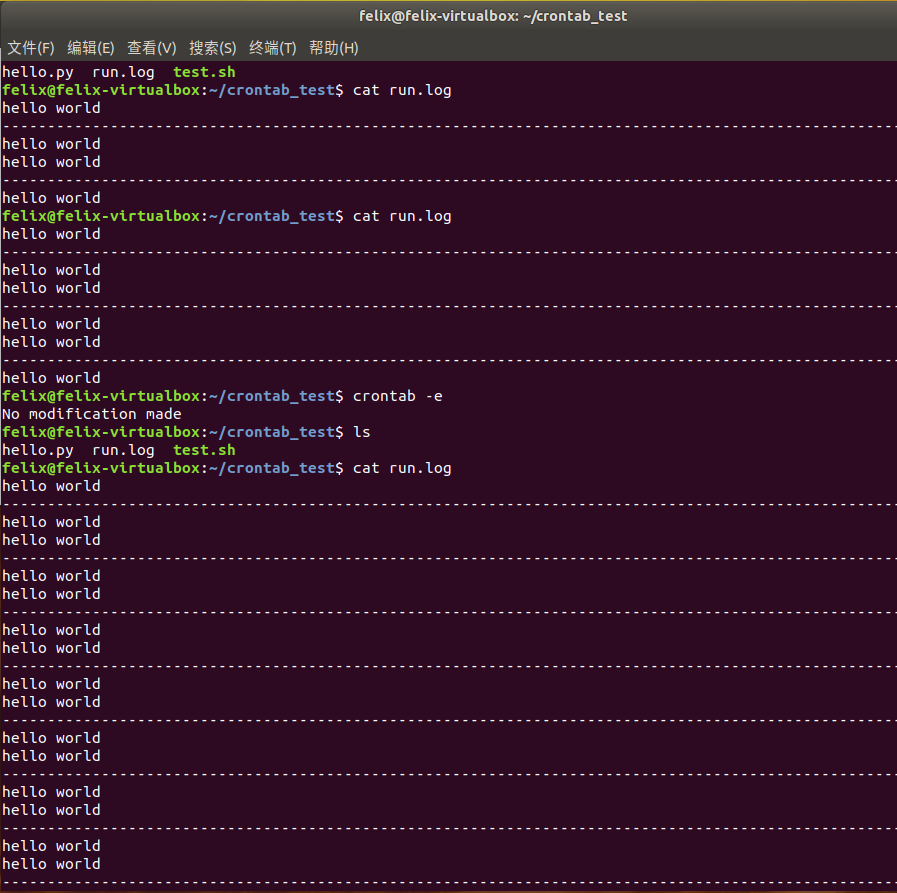 felix@felix-virtualbox: ~/crontab_test
文件(F) 编辑(E) 查看(V) 搜索(S) 终端(T) 帮助(H)
hello.py  run.log  test.sh
felix@felix-virtualbox:~/crontab_test$ cat run.log
hello world
----------------------------------------------------------------------------------------------------
hello world
hello world
----------------------------------------------------------------------------------------------------
hello world
felix@felix-virtualbox:~/crontab_test$ cat run.log
hello world
----------------------------------------------------------------------------------------------------
hello world
hello world
----------------------------------------------------------------------------------------------------
hello world
hello world
----------------------------------------------------------------------------------------------------
hello world
felix@felix-virtualbox:~/crontab_test$ crontab -e
No modification made
felix@felix-virtualbox:~/crontab_test$ ls
hello.py  run.log  test.sh
felix@felix-virtualbox:~/crontab_test$ cat run.log
hello world
----------------------------------------------------------------------------------------------------
hello world
hello world
----------------------------------------------------------------------------------------------------
hello world
hello world
----------------------------------------------------------------------------------------------------
hello world
hello world
----------------------------------------------------------------------------------------------------
hello world
hello world
----------------------------------------------------------------------------------------------------
hello world
hello world
----------------------------------------------------------------------------------------------------
hello world
hello world
----------------------------------------------------------------------------------------------------
hello world
hello world
----------------------------------------------------------------------------------------------------